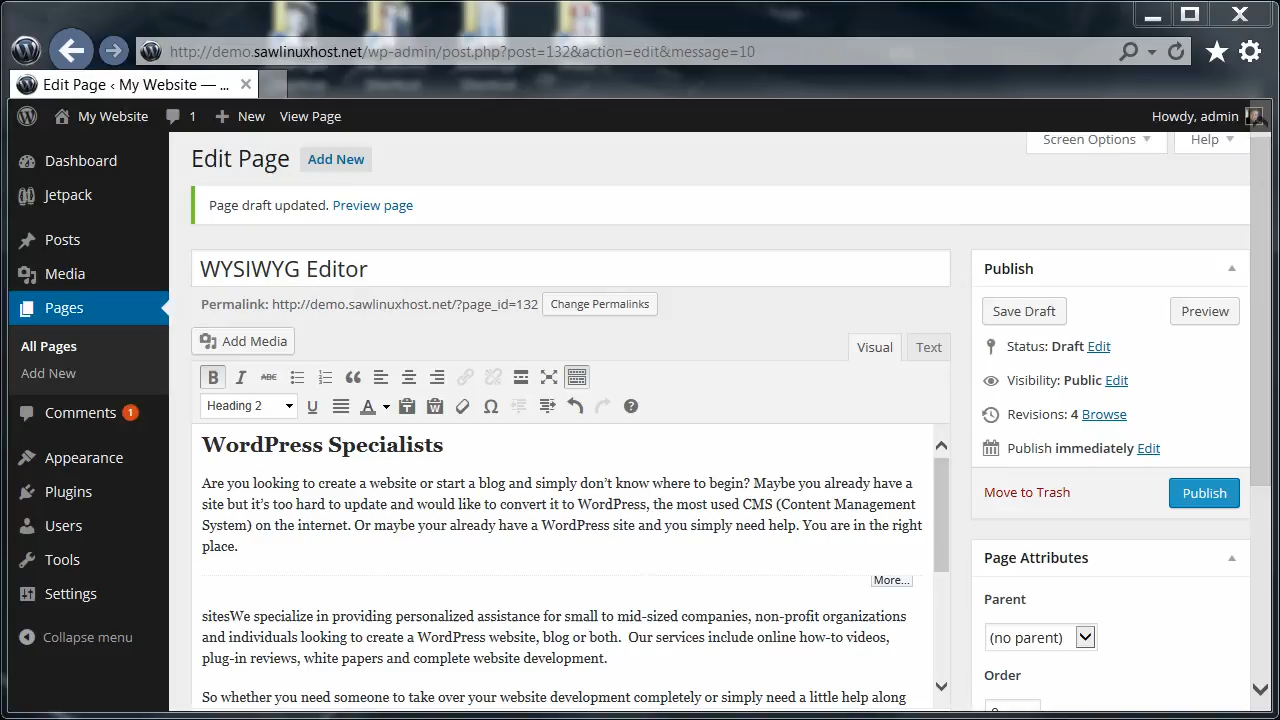 http://demo.sawlinuxhost.net/wp-admin/post.php?post=132&action=edit&message=10
Edit Page ‹ My Website — ...
My Website 1 New View Page Howdy, admin
Screen Options Help
Edit Page Add New
Dashboard
Jetpack
Posts
Media
Pages
All Pages
Add New
Comments 1
Appearance
Plugins
Users
Tools
Settings
Collapse menu
Page draft updated. Preview page
WYSIWYG Editor
Permalink: http://demo.sawlinuxhost.net/?page_id=132 Change Permalinks
Add Media
Visual Text
B I ABC
Heading 2 U A
WordPress Specialists
Are you looking to create a website or start a blog and simply don't know where to begin? Maybe you already have a
site but it's too hard to update and would like to convert it to WordPress, the most used CMS (Content Management
System) on the internet. Or maybe your already have a WordPress site and you simply need help. You are in the right
place.
More...
sitesWe specialize in providing personalized assistance for small to mid-sized companies, non-profit organizations
and individuals looking to create a WordPress website, blog or both.  Our services include online how-to videos,
plug-in reviews, white papers and complete website development.
So whether you need someone to take over your website development completely or simply need a little help along
Publish
Save Draft Preview
Status: Draft Edit
Visibility: Public Edit
Revisions: 4 Browse
Publish immediately Edit
Move to Trash Publish
Page Attributes
Parent
(no parent)
Order